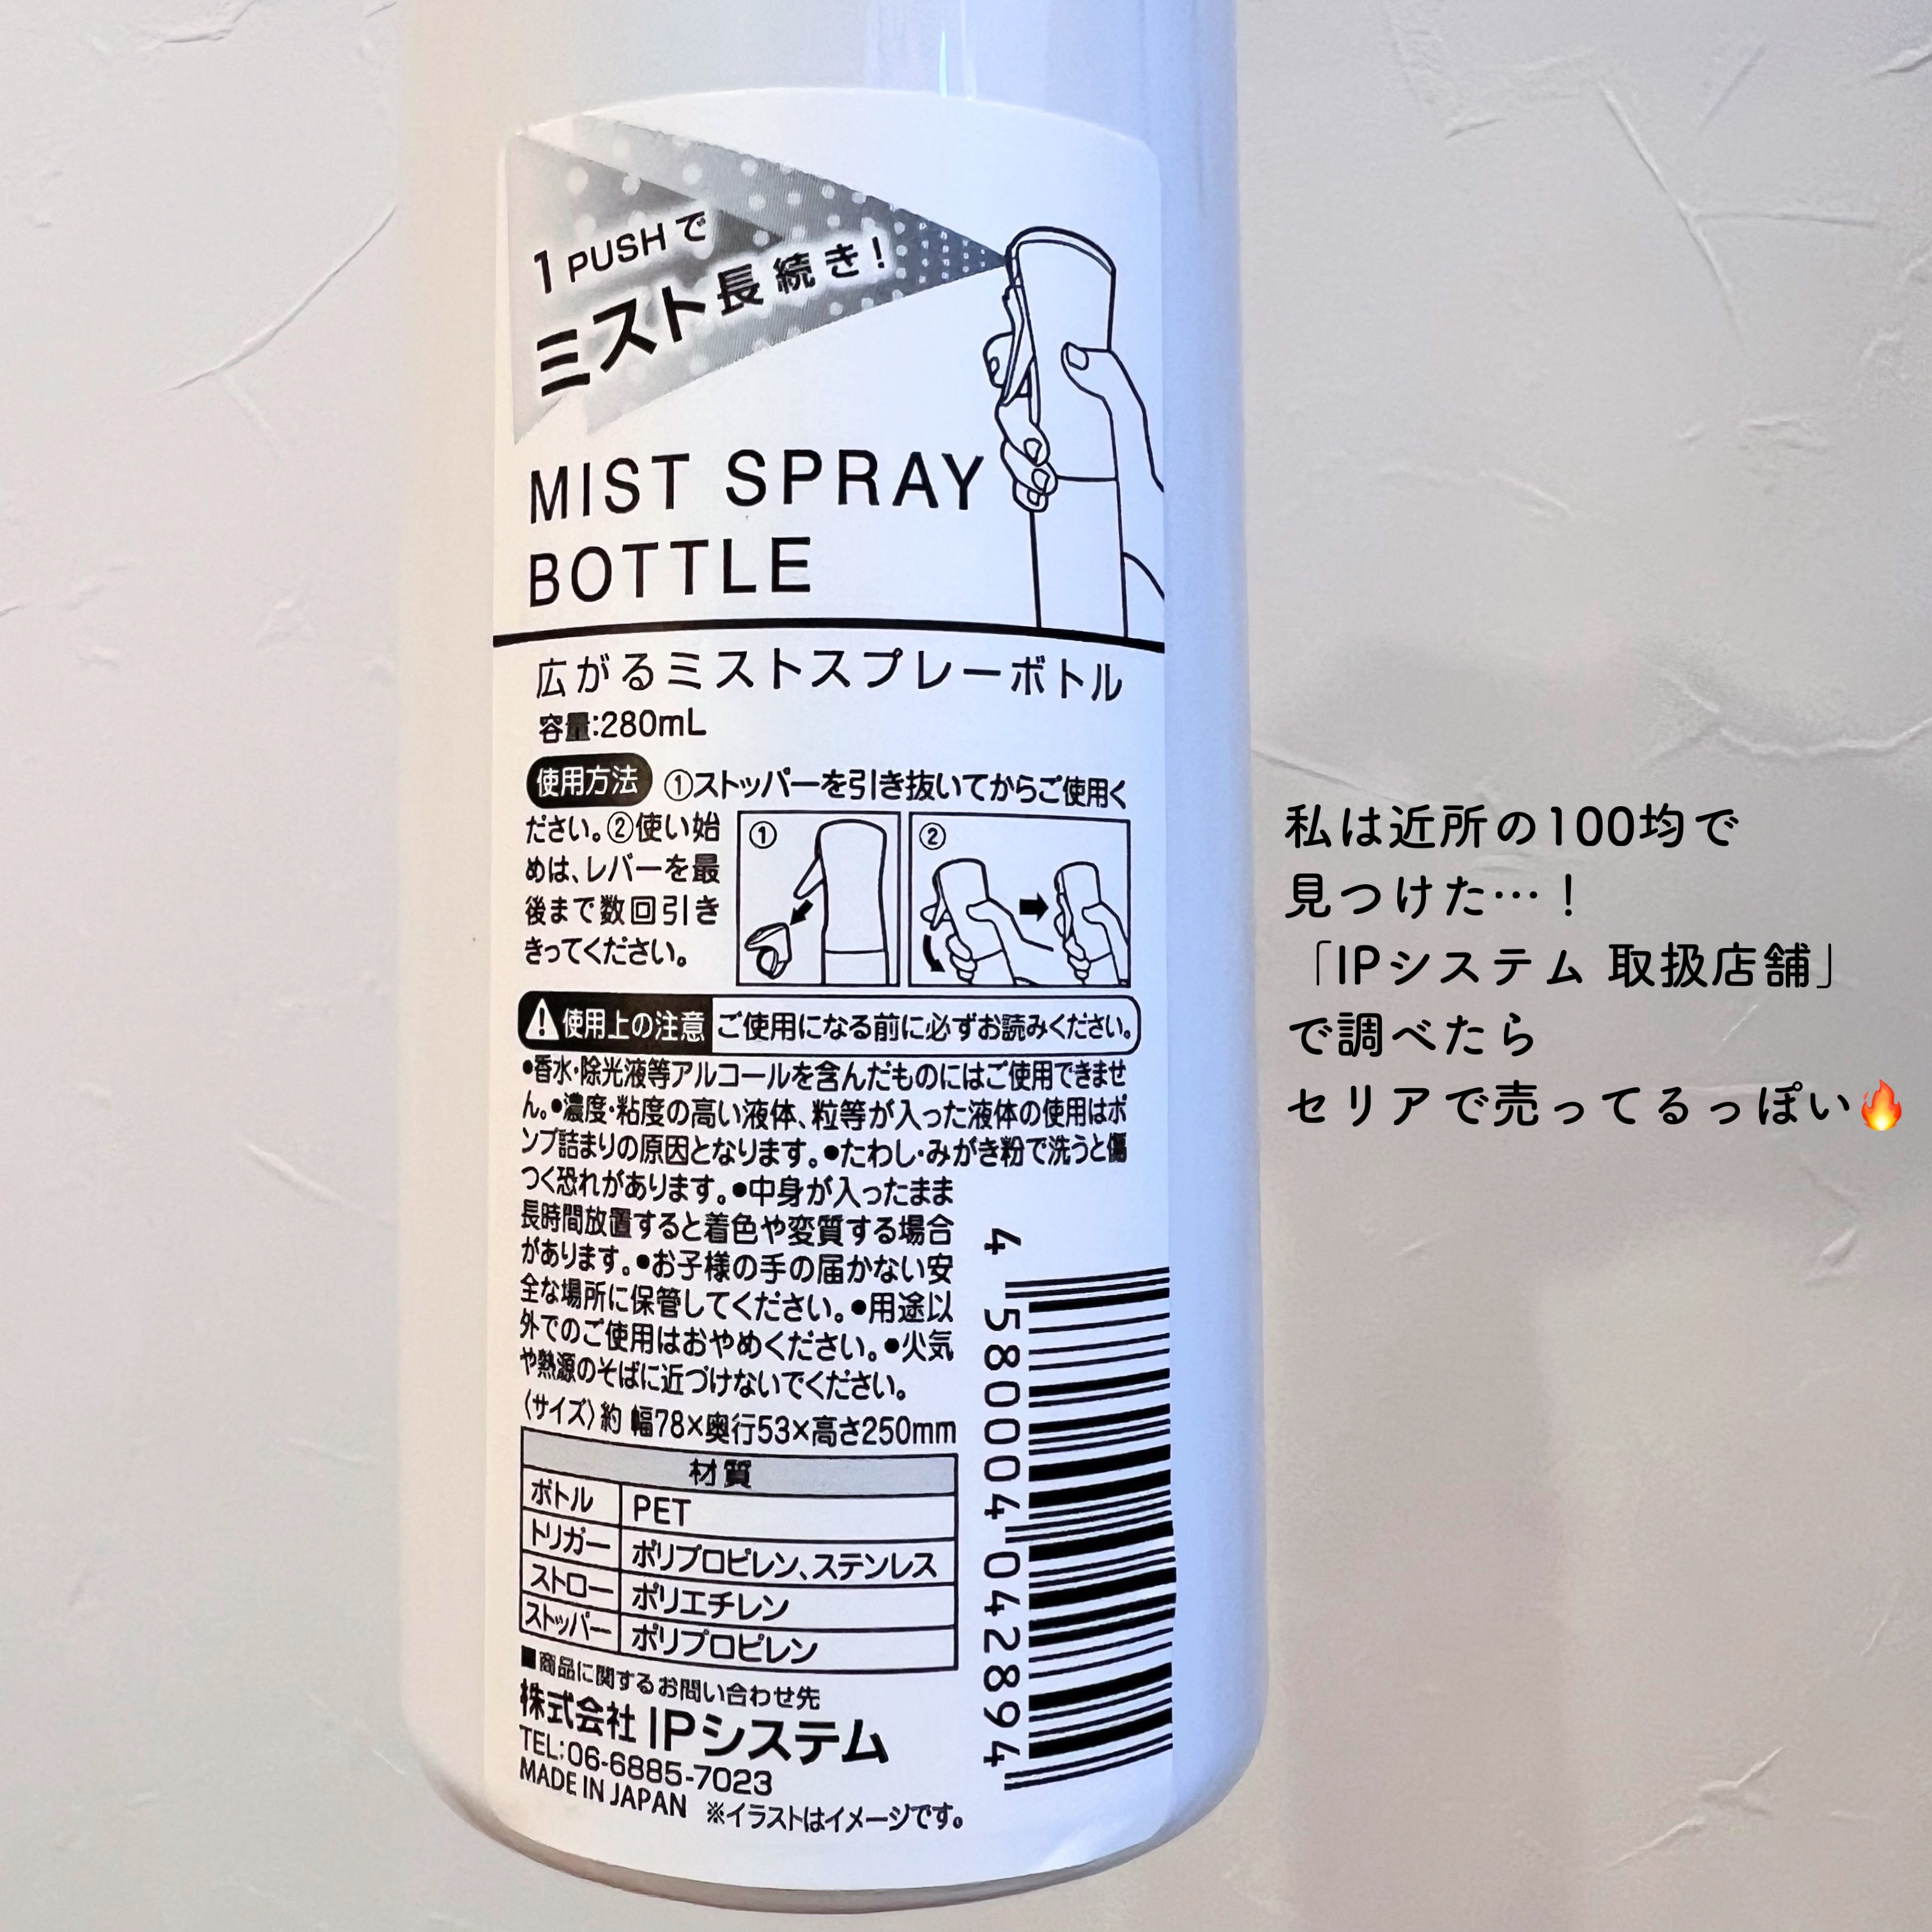 1 PUSHで
ミスト長続き!
MIST SPRAY
BOTTLE
広がるミストスプレーボトル
容量:280mL
使用方法 ①ストッパーを引き抜いてからご使用く
ださい。②使い始
めは、レバーを最
後まで数回引き
きってください。
① ②
使用上の注意 ご使用になる前に必ずお読みください。
●香水・除光液等アルコールを含んだものにはご使用できませ
ん。●濃度・粘度の高い液体、粒等が入った液体の使用はポ
ンプ詰まりの原因となります。●たわし・みがき粉で洗うと傷
つく恐れがあります。●中身が入ったまま
長時間放置すると着色や変質する場合
があります。●お子様の手の届かない安
全な場所に保管してください。●用途以
外でのご使用はおやめください。●火気
や熱源のそばに近づけないでください。
〈サイズ〉約 幅78×奥行53×高さ250mm
材質
ボトル PET
トリガー ポリプロピレン、ステンレス
ストロー ポリエチレン
ストッパー ポリプロピレン
■商品に関するお問い合わせ先
株式会社 IPシステム
TEL:06-6885-7023
MADE IN JAPAN ※イラストはイメージです。
4 580004 042894
私は近所の100均で
見つけた…!
「IPシステム 取扱店舗」
で調べたら
セリアで売ってるっぽい🔥